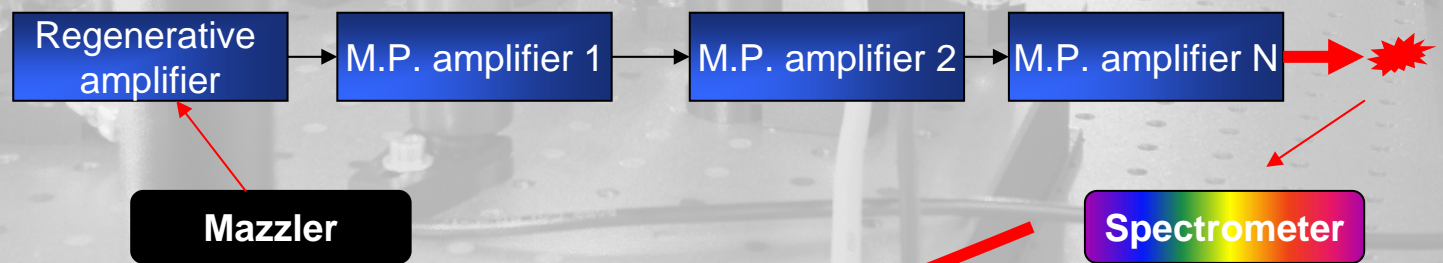 Regenerative
amplifier
M.P. amplifier 1
M.P. amplifier 2
M.P. amplifier N
Mazzler
Spectrometer